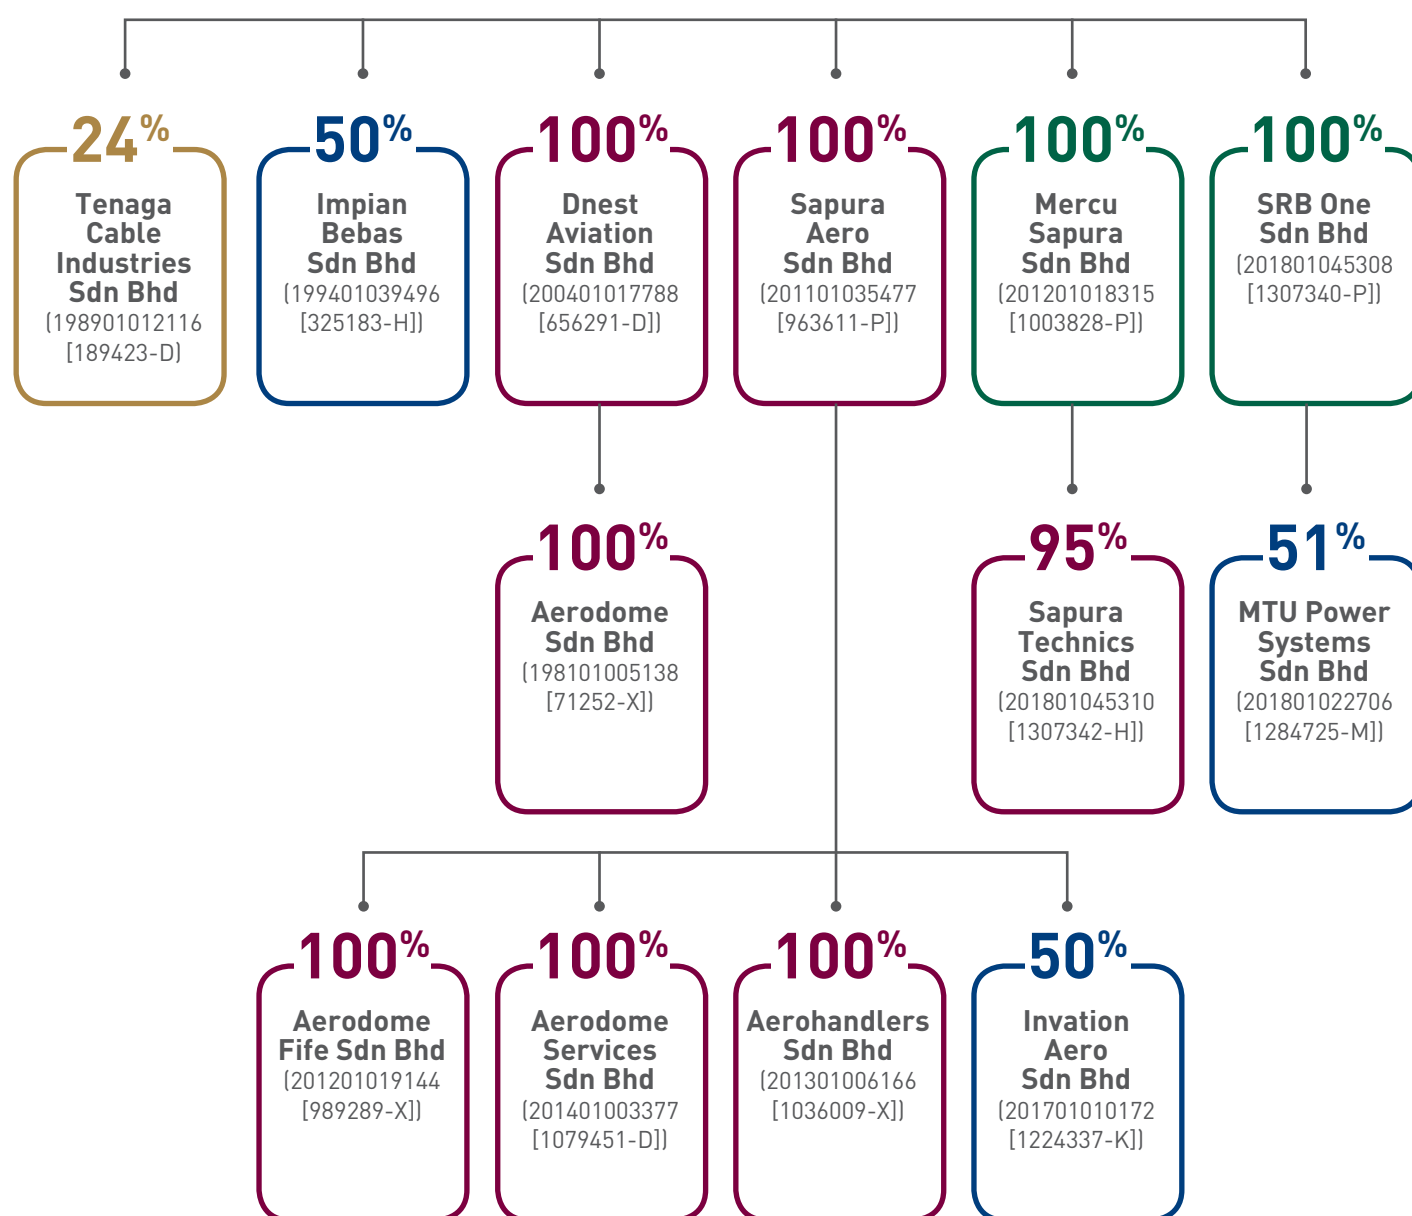 24%
Tenaga
Cable
Industries
Sdn Bhd
(198901012116
[189423-D)
50%
Impian
Bebas
Sdn Bhd
(199401039496
[325183-H])
100%
Dnest
Aviation
Sdn Bhd
(200401017788
[656291-D])
100%
Sapura
Aero
Sdn Bhd
(201101035477
[963611-P])
100%
Mercu
Sapura
Sdn Bhd
(201201018315
[1003828-P])
100%
SRB One
Sdn Bhd
(201801045308
[1307340-P])
100%
Aerodome
Sdn Bhd
(198101005138
[71252-X])
95%
Sapura
Technics
Sdn Bhd
(201801045310
[1307342-H])
51%
MTU Power
Systems
Sdn Bhd
(201801022706
[1284725-M])
100%
Aerodome
Fife Sdn Bhd
(201201019144
[989289-X])
100%
Aerodome
Services
Sdn Bhd
(201401003377
[1079451-D])
100%
Aerohandlers
Sdn Bhd
(201301006166
[1036009-X])
50%
Invation
Aero
Sdn Bhd
(201701010172
[1224337-K])